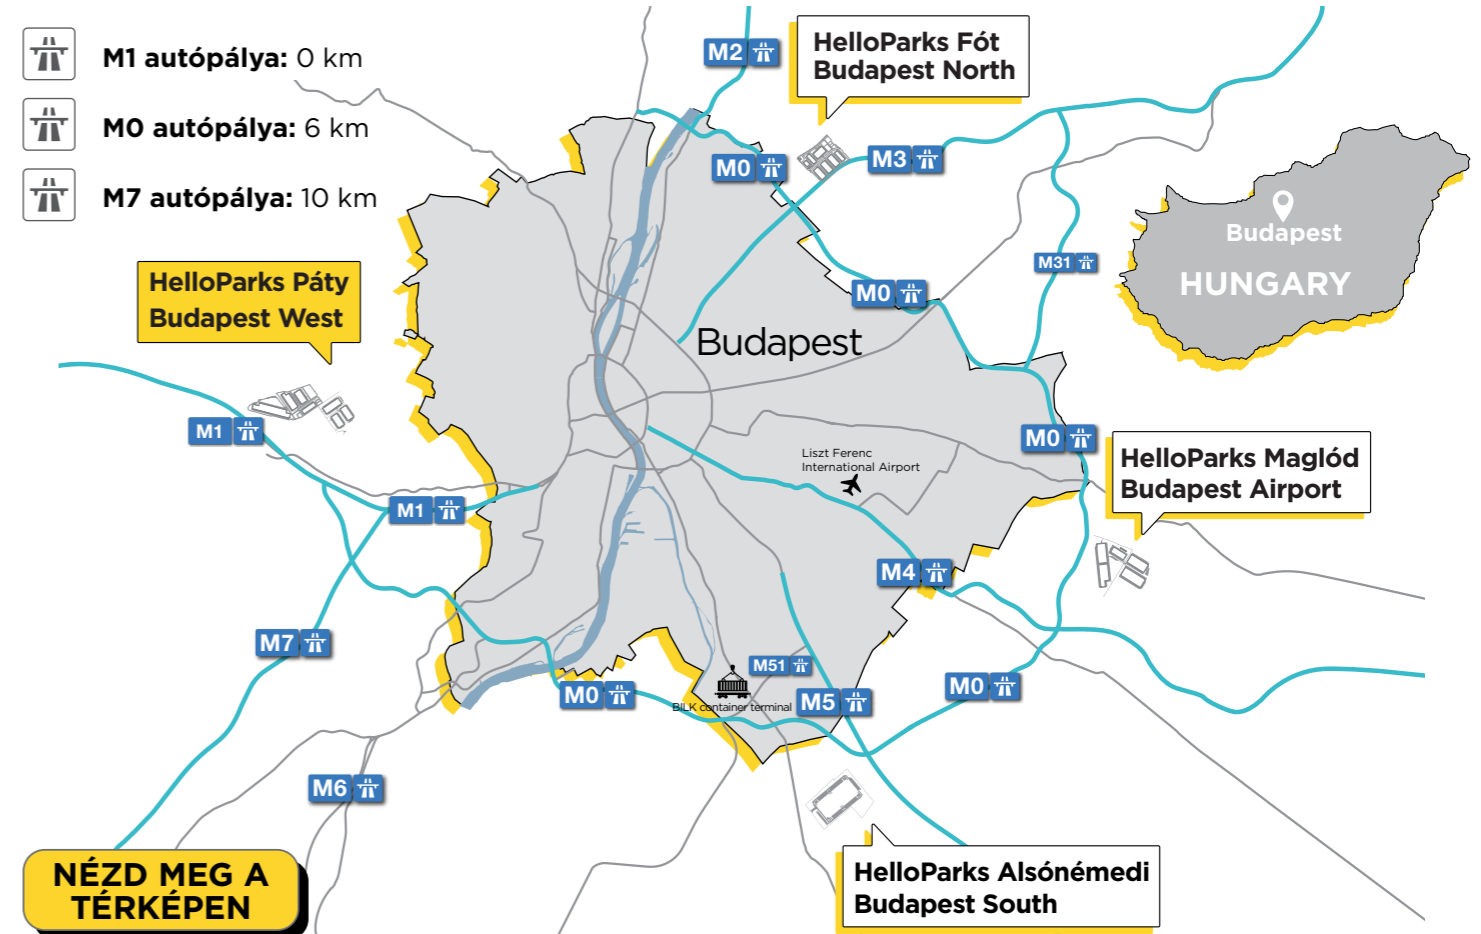 M1 autópálya: 0 km
M0 autópálya: 6 km
M7 autópálya: 10 km
M2
HelloParks Fót
Budapest North
M0
M3
Budapest
HUNGARY
M31
HelloParks Páty
Budapest West
M0
Budapest
M1
M0
Liszt Ferenc
International Airport
HelloParks Maglód
Budapest Airport
M1
M4
M7
M51
M0
M0
M5
BILK container terminal
M6
NÉZD MEG A
TÉRKÉPEN
HelloParks Alsónémedi
Budapest South